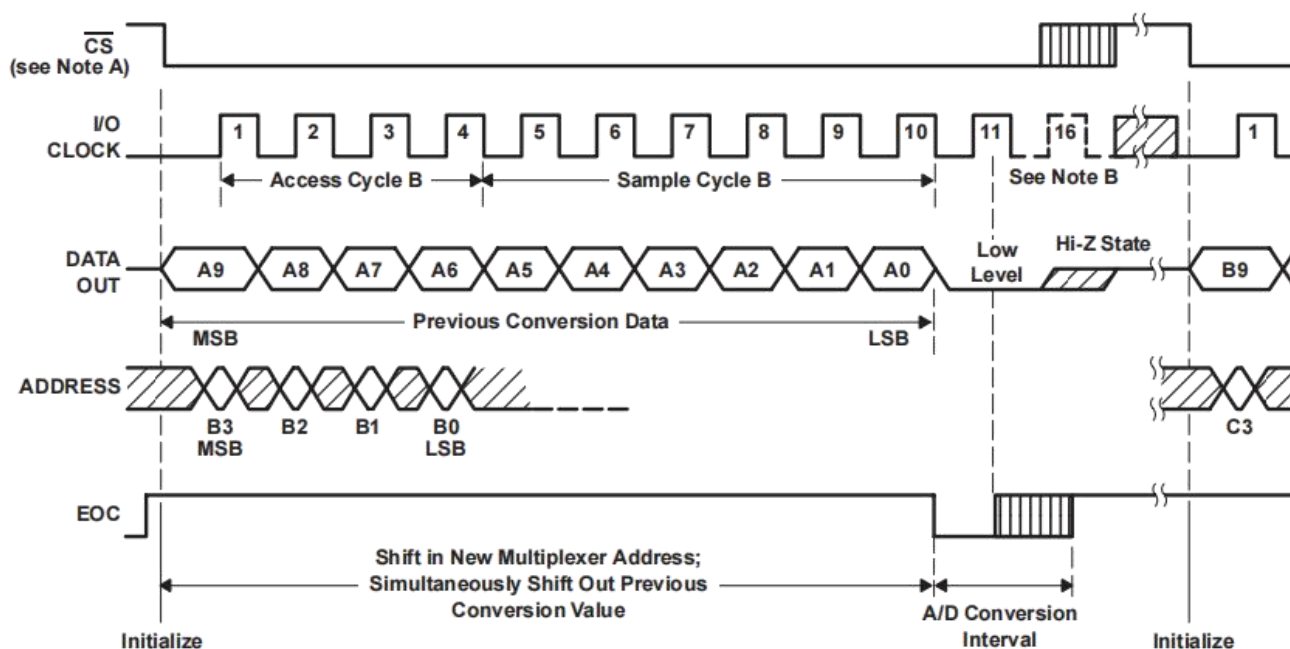 CS
(see Note A)
I/O
CLOCK
1 2 3 4 5 6 7 8 9 10 11 16 1
Access Cycle B
Sample Cycle B
See Note B
DATA
OUT
A9 A8 A7 A6 A5 A4 A3 A2 A1 A0
Low
Level
Hi-Z State
B9
Previous Conversion Data
MSB
LSB
ADDRESS
B3 B2 B1 B0 C3
MSB LSB
EOC
Shift in New Multiplexer Address;
Simultaneously Shift Out Previous
Conversion Value
A/D Conversion
Interval
Initialize
Initialize